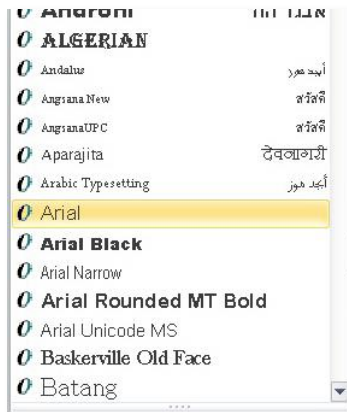 ALGERIAN
Andalus أبجد هوز
Angsana New สวัสดี
AngsanaUPC สวัสดี
Aparajita देवनागरी
Arabic Typesetting أبجد هوز
Arial
Arial Black
Arial Narrow
Arial Rounded MT Bold
Arial Unicode MS
Baskerville Old Face
Batang